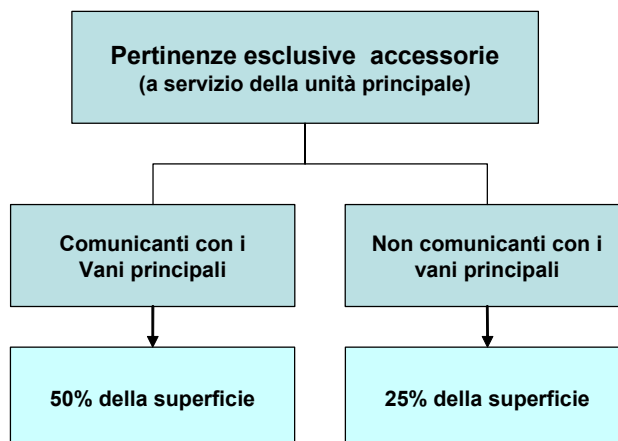 Pertinenze esclusive accessorie
(a servizio della unità principale)
Comunicanti con i
Vani principali
Non comunicanti con i
vani principali
50% della superficie
25% della superficie